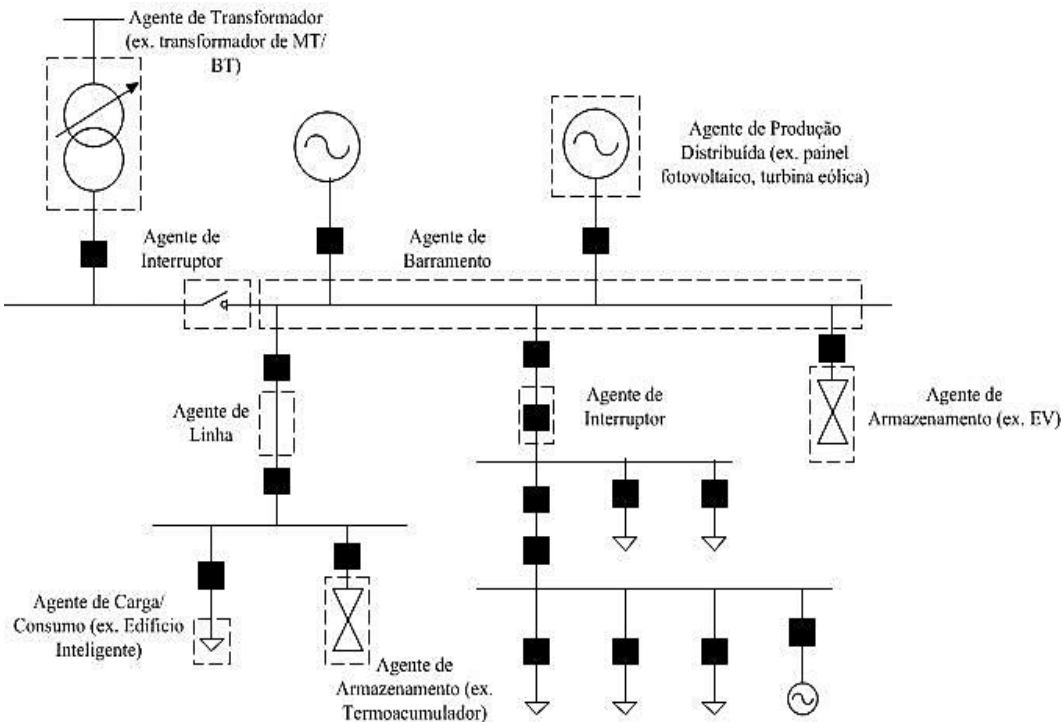 Agente de Transformador
(ex. transformador de MT/
BT)
Agente de Produção
Distribuída (ex. painel
fotovoltaico, turbina eólica)
Agente de
Interruptor
Agente de
Barramento
Agente de
Linha
Agente de
Interruptor
Agente de
Armazenamento (ex. EV)
Agente de Carga/
Consumo (ex. Edifício
Inteligente)
Agente de
Armazenamento (ex.
Termoacumulador)